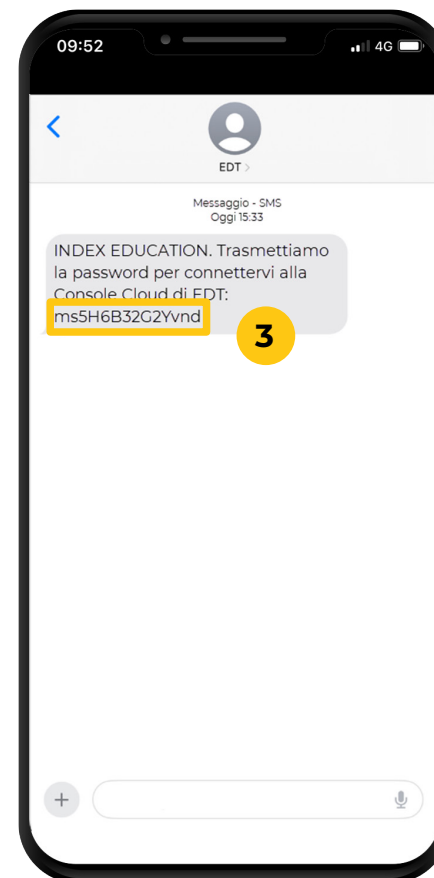 09:52
4G
EDT
Messaggio - SMS
Oggi 15:33
INDEX EDUCATION. Trasmettiamo
la password per connettervi alla
Console Cloud di EDT:
ms5H6B32G2Yvnd
3